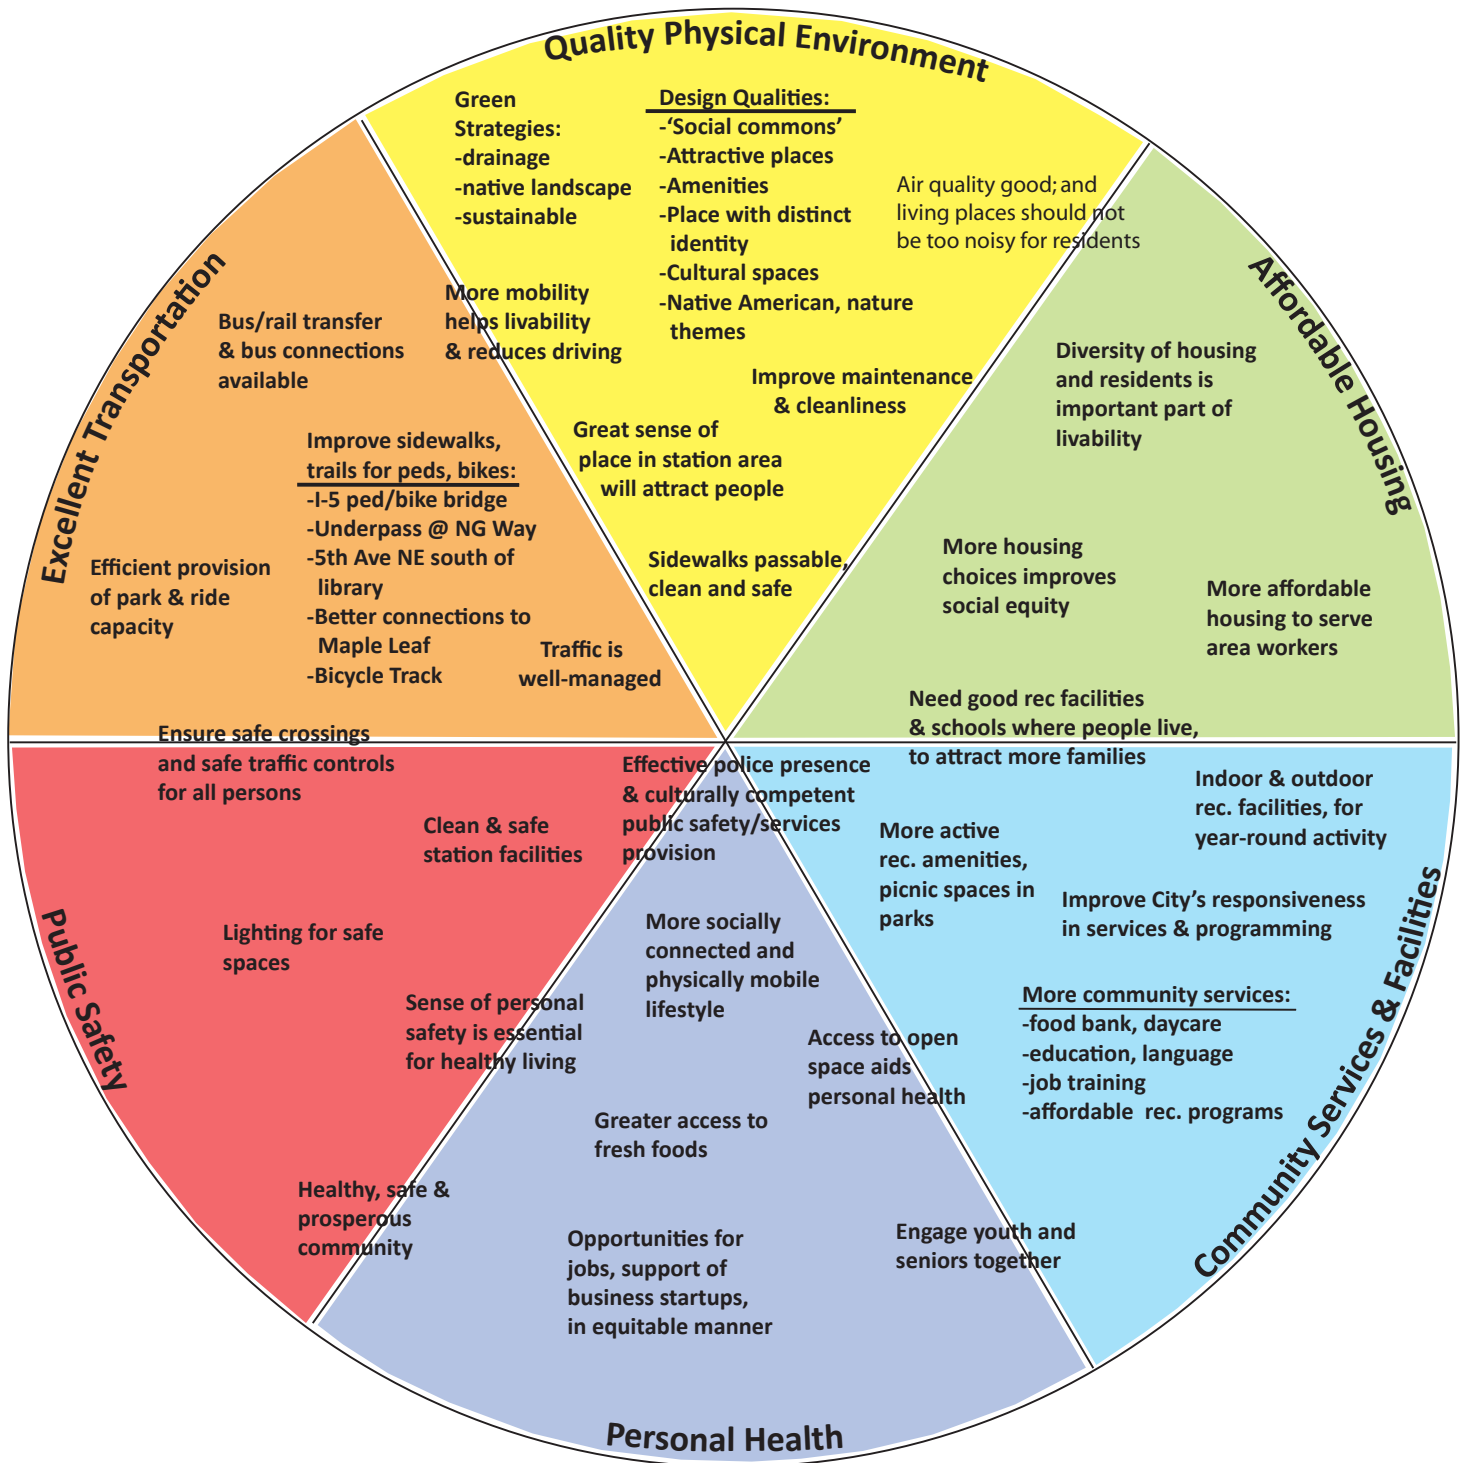 Quality Physical Environment
Green
Strategies:
-drainage
-native landscape
-sustainable
Design Qualities:
-‘Social commons’
-Attractive places
-Amenities
-Place with distinct
identity
-Cultural spaces
-Native American, nature
themes
Air quality good; and
living places should not
be too noisy for residents
More mobility
helps livability
& reduces driving
Improve maintenance
& cleanliness
Great sense of
place in station area
will attract people
Sidewalks passable,
clean and safe
Affordable Housing
Diversity of housing
and residents is
important part of
livability
More housing
choices improves
social equity
More affordable
housing to serve
area workers
Need good rec facilities
& schools where people live,
to attract more families
Community Services & Facilities
Indoor & outdoor
rec. facilities, for
year-round activity
More active
rec. amenities,
picnic spaces in
parks
Improve City’s responsiveness
in services & programming
More community services:
-food bank, daycare
-education, language
-job training
-affordable rec. programs
Engage youth and
seniors together
Access to open
space aids
personal health
Personal Health
More socially
connected and
physically mobile
lifestyle
Greater access to
fresh foods
Opportunities for
jobs, support of
business startups,
in equitable manner
Effective police presence
& culturally competent
public safety/services
provision
Public Safety
Ensure safe crossings
and safe traffic controls
for all persons
Clean & safe
station facilities
Lighting for safe
spaces
Sense of personal
safety is essential
for healthy living
Healthy, safe &
prosperous
community
Excellent Transportation
Bus/rail transfer
& bus connections
available
Improve sidewalks,
trails for peds, bikes:
-I-5 ped/bike bridge
-Underpass @ NG Way
-5th Ave NE south of
library
-Better connections to
Maple Leaf
-Bicycle Track
Efficient provision
of park & ride
capacity
Traffic is
well-managed